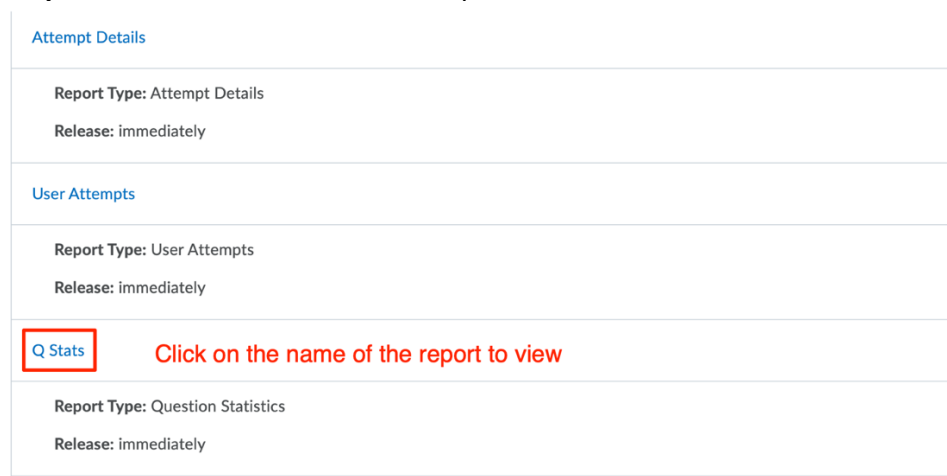 Attempt Details
Report Type: Attempt Details
Release: immediately
User Attempts
Report Type: User Attempts
Release: immediately
Q Stats Click on the name of the report to view
Report Type: Question Statistics
Release: immediately